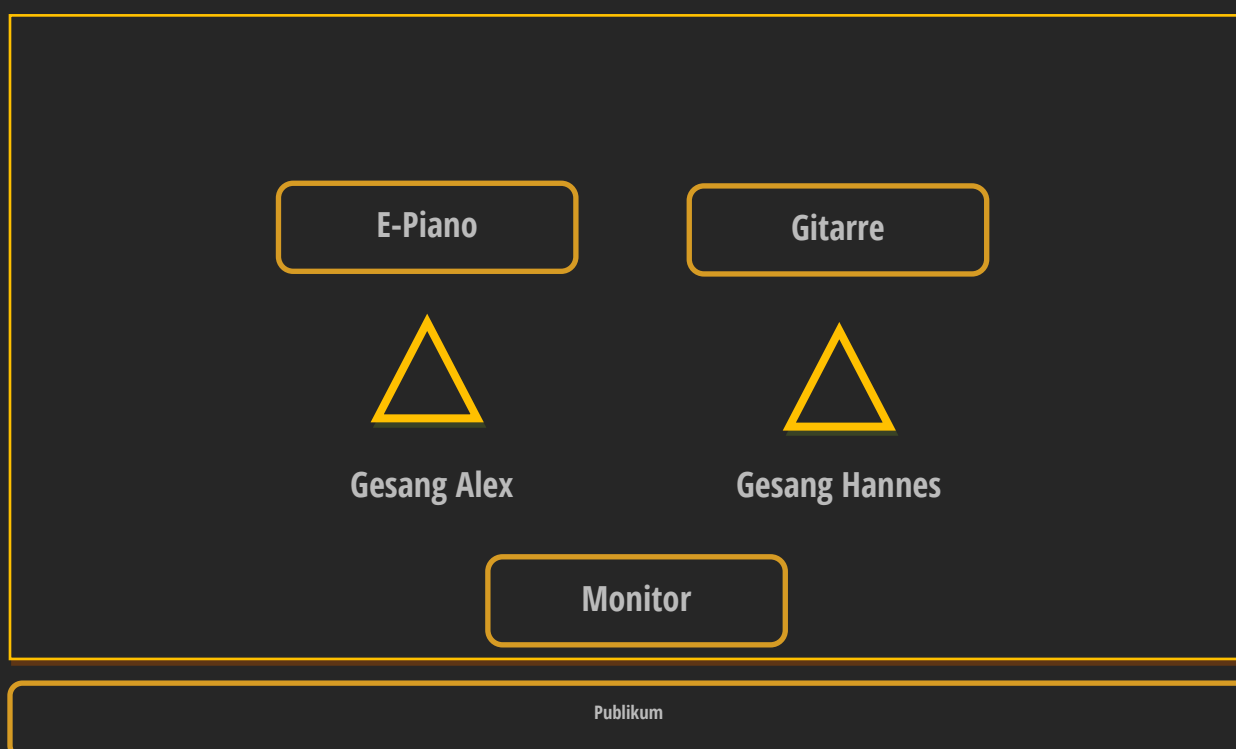 E-Piano
Gitarre
Gesang Alex
Gesang Hannes
Monitor
Publikum